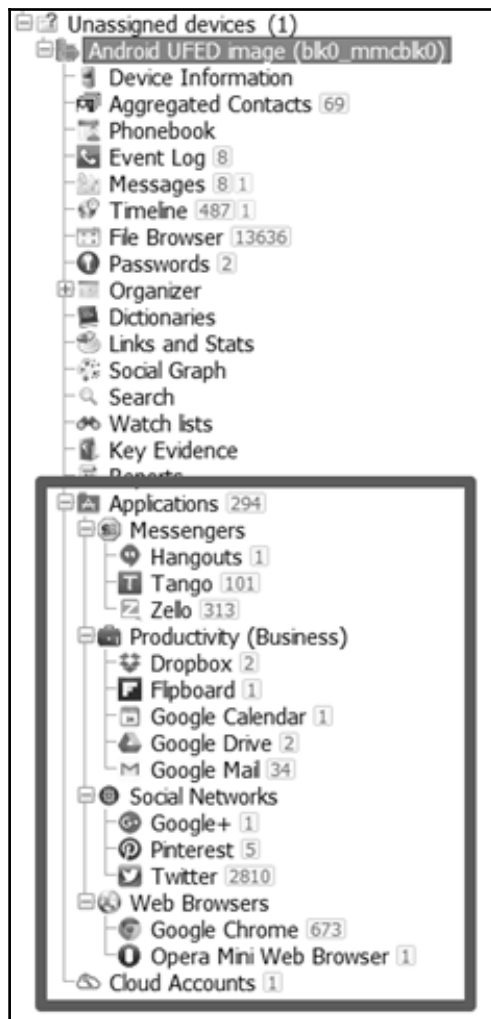 Unassigned devices (1)
Android UFED image (blk0_mmcblk0)
Device Information
Aggregated Contacts 69
Phonebook
Event Log 8
Messages 8 1
Timeline 487 1
File Browser 13636
Passwords 2
Organizer
Dictionaries
Links and Stats
Social Graph
Search
Watch lists
Key Evidence
Reports
Applications 294
Messengers
Hangouts 1
Tango 101
Zello 313
Productivity (Business)
Dropbox 2
Flipboard 1
Google Calendar 1
Google Drive 2
Google Mail 34
Social Networks
Google+ 1
Pinterest 5
Twitter 2810
Web Browsers
Google Chrome 673
Opera Mini Web Browser 1
Cloud Accounts 1